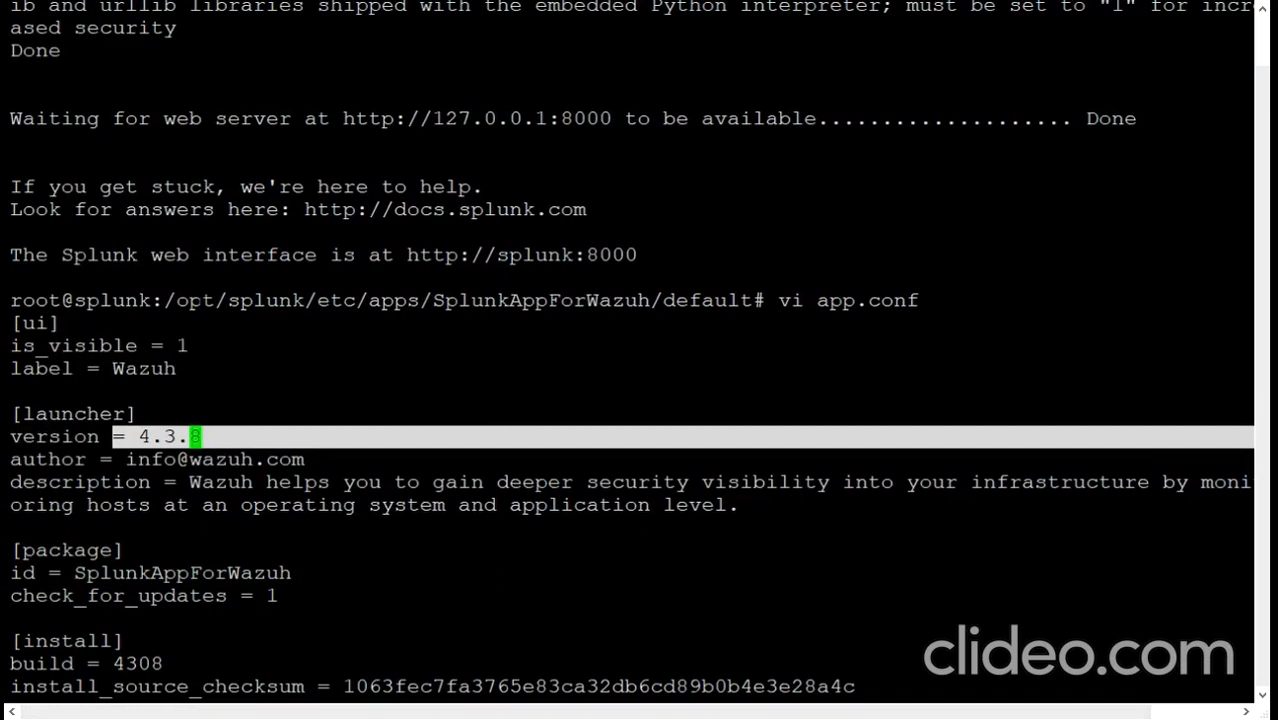 ib and urllib libraries shipped with the embedded Python interpreter; must be set to "1" for incre
ased security
Done
Waiting for web server at http://127.0.0.1:8000 to be available.................... Done
If you get stuck, we're here to help.
Look for answers here: http://docs.splunk.com
The Splunk web interface is at http://splunk:8000
root@splunk:/opt/splunk/etc/apps/SplunkAppForWazuh/default# vi app.conf
[ui]
is_visible = 1
label = Wazuh
[launcher]
version = 4.3.8
author = info@wazuh.com
description = Wazuh helps you to gain deeper security visibility into your infrastructure by monit
oring hosts at an operating system and application level.
[package]
id = SplunkAppForWazuh
check_for_updates = 1
[install]
build = 4308
install_source_checksum = 1063fec7fa3765e83ca32db6cd89b0b4e3e28a4c
clideo.com